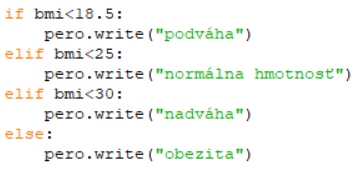 if bmi<18.5:
    pero.write("podváha")
elif bmi<25:
    pero.write("normálna hmotnosť")
elif bmi<30:
    pero.write("nadváha")
else:
    pero.write("obezita")